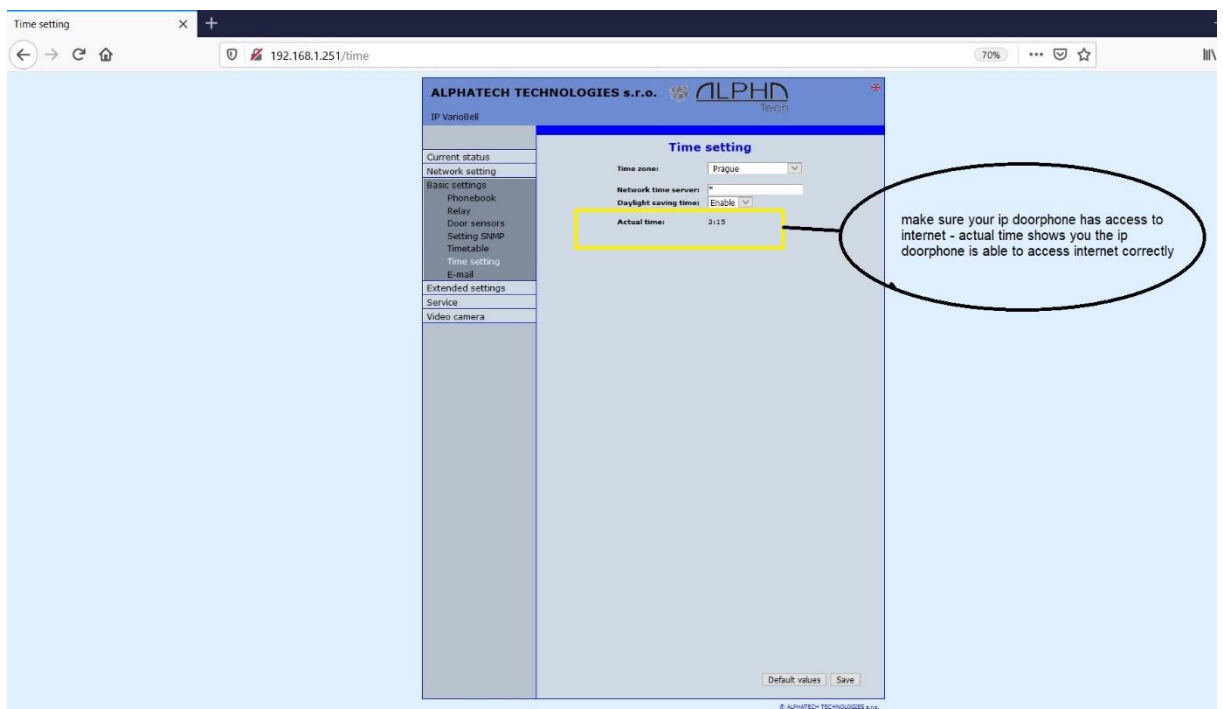 Time setting
192.168.1.251/time
70%
ALPHATECH TECHNOLOGIES s.r.o.
ALPHA
Tech
IP VarioBell
Time setting
Current status
Network setting
Basic settings
Phonebook
Relay
Door sensors
Setting SNMP
Timetable
Time setting
E-mail
Extended settings
Service
Video camera
Time zone: Prague
Network time server: *
Daylight saving time: Enable
Actual time: 3:15
make sure your ip doorphone has access to
internet - actual time shows you the ip
doorphone is able to access internet correctly
Default values Save
© ALPHATECH TECHNOLOGIES s.r.o.